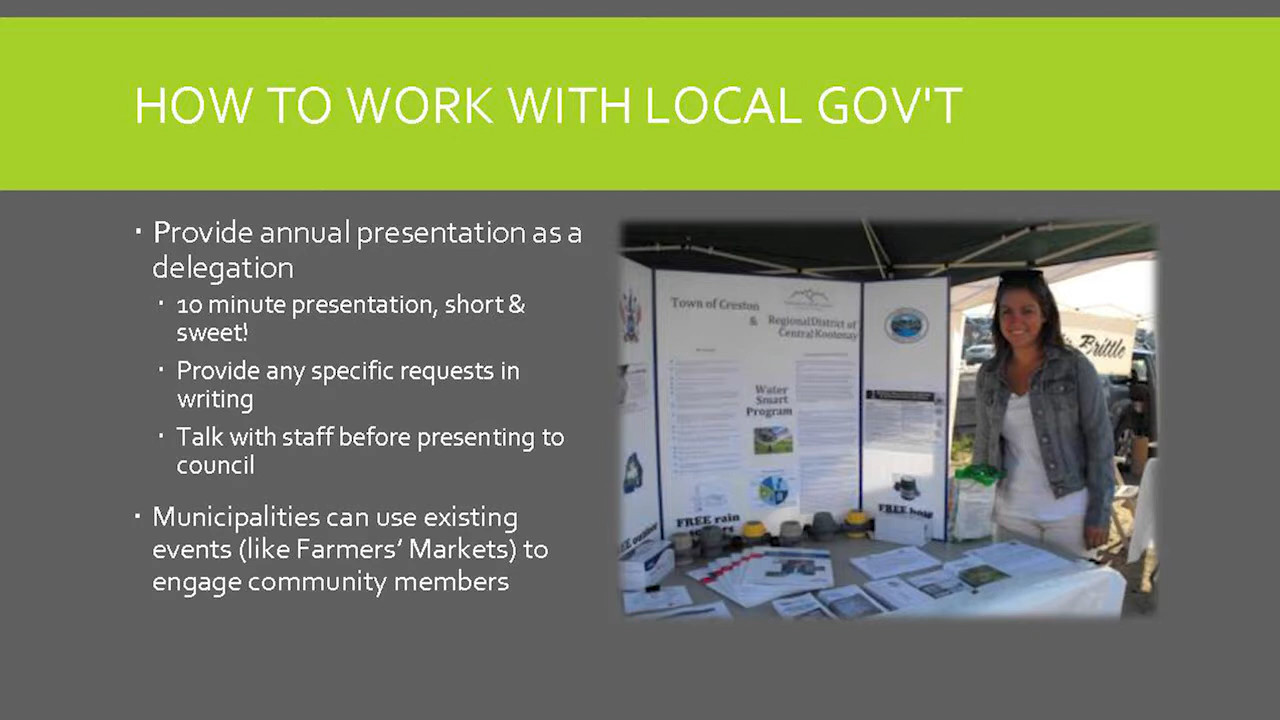 HOW TO WORK WITH LOCAL GOV'T
Provide annual presentation as a
delegation
10 minute presentation, short &
sweet!
Provide any specific requests in
writing
Talk with staff before presenting to
council
Municipalities can use existing
events (like Farmers’ Markets) to
engage community members
Town of Creston
&
Regional District of
Central Kootenay
Water
Smart
Program
FREE rain
FREE
FREE hose
Brittle